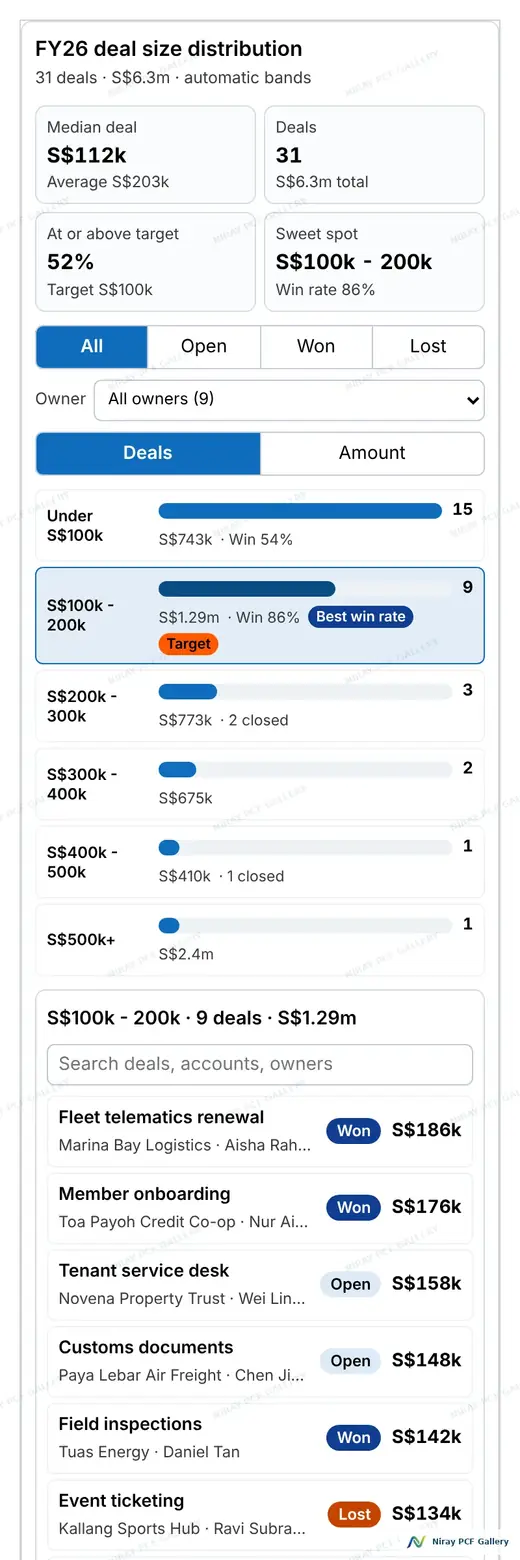 FY26 deal size distribution
31 deals · S$6.3m · automatic bands
Median deal
S$112k
Average S$203k
Deals
31
S$6.3m total
At or above target
52%
Target S$100k
Sweet spot
S$100k - 200k
Win rate 86%
All
Open
Won
Lost
Owner
All owners (9)
Deals
Amount
Under
S$100k
15
S$743k · Win 54%
S$100k -
200k
9
S$1.29m · Win 86% Best win rate
Target
S$200k -
300k
3
S$773k · 2 closed
S$300k -
400k
2
S$675k
S$400k -
500k
1
S$410k · 1 closed
S$500k+
1
S$2.4m
S$100k - 200k · 9 deals · S$1.29m
Search deals, accounts, owners
Fleet telematics renewal
Marina Bay Logistics · Aisha Rah...
Won
S$186k
Member onboarding
Toa Payoh Credit Co-op · Nur Ai...
Won
S$176k
Tenant service desk
Novena Property Trust · Wei Lin...
Open
S$158k
Customs documents
Paya Lebar Air Freight · Chen Ji...
Open
S$148k
Field inspections
Tuas Energy · Daniel Tan
Won
S$142k
Event ticketing
Kallang Sports Hub · Ravi Subra...
Lost
S$134k
Niray PCF Gallery